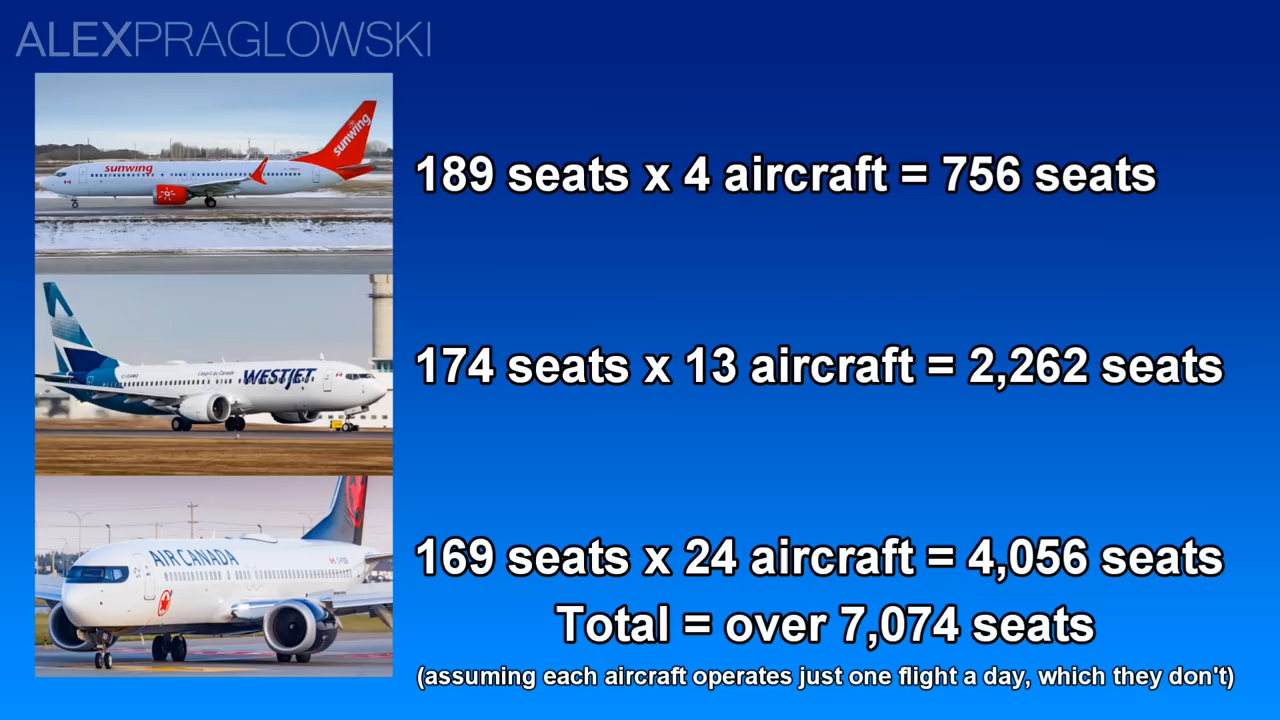 ALEXPRAGLOWSKI
sunwing
sunwing
189 seats x 4 aircraft = 756 seats
WESTJET
174 seats x 13 aircraft = 2,262 seats
AIR CANADA
169 seats x 24 aircraft = 4,056 seats
Total = over 7,074 seats
(assuming each aircraft operates just one flight a day, which they don't)